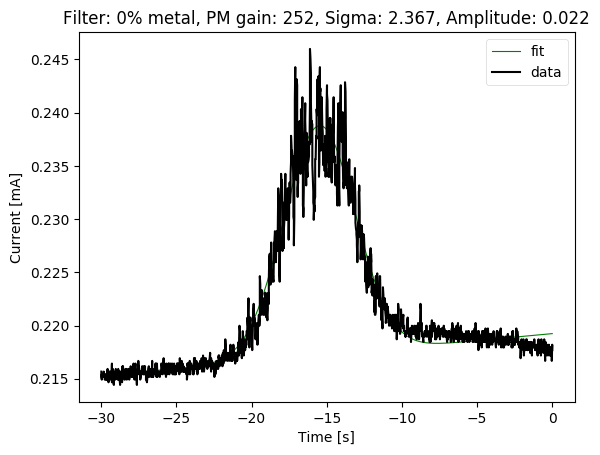 Filter: 0% metal, PM gain: 252, Sigma: 2.367, Amplitude: 0.022
fit
data
Current [mA]
0.245
0.240
0.235
0.230
0.225
0.220
0.215
−30 −25 −20 −15 −10 −5 0
Time [s]